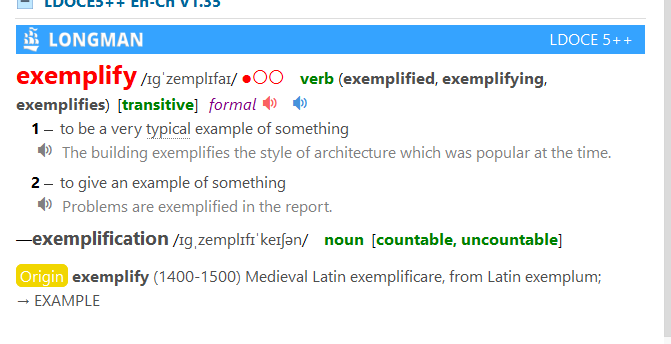 LDOCE5++ En-Ch V1.35
LONGMAN LDOCE 5++
exemplify /ɪɡˈzemplɪfaɪ/ ●○○ verb (exemplified, exemplifying,
exemplifies) [transitive] formal
1 – to be a very typical example of something
The building exemplifies the style of architecture which was popular at the time.
2 – to give an example of something
Problems are exemplified in the report.
—exemplification /ɪɡˌzemplɪfɪˈkeɪʃən/ noun [countable, uncountable]
Origin exemplify (1400-1500) Medieval Latin exemplificare, from Latin exemplum;
→ EXAMPLE